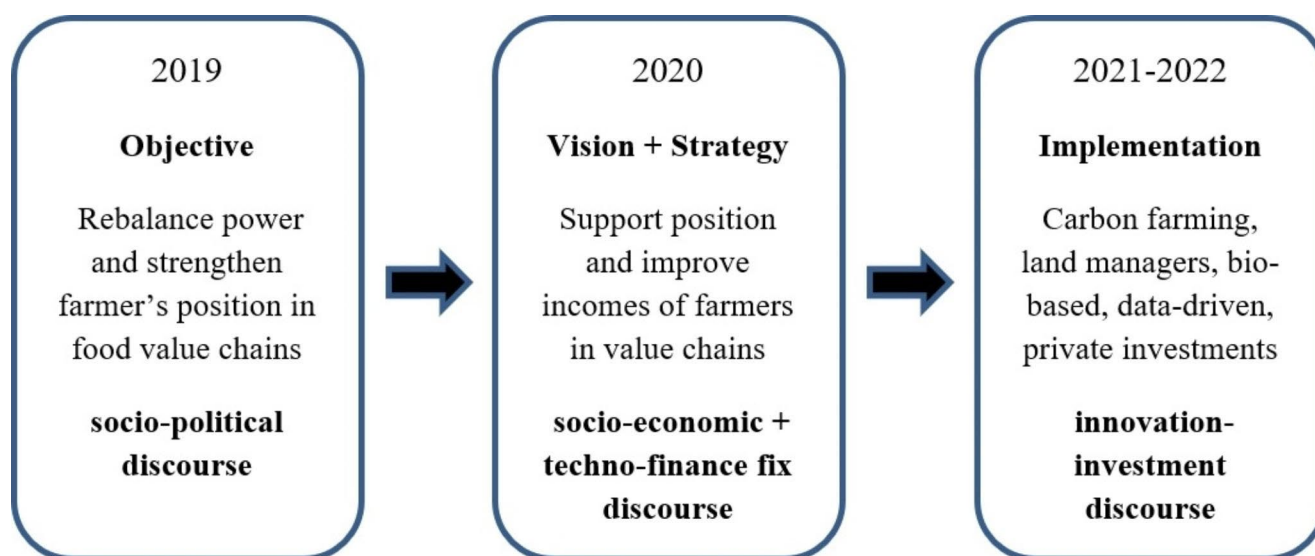 2019
Objective
Rebalance power
and strengthen
farmer’s position in
food value chains
socio-political
discourse
2020
Vision + Strategy
Support position
and improve
incomes of farmers
in value chains
socio-economic +
techno-finance fix
discourse
2021-2022
Implementation
Carbon farming,
land managers, bio-
based, data-driven,
private investments
innovation-
investment
discourse